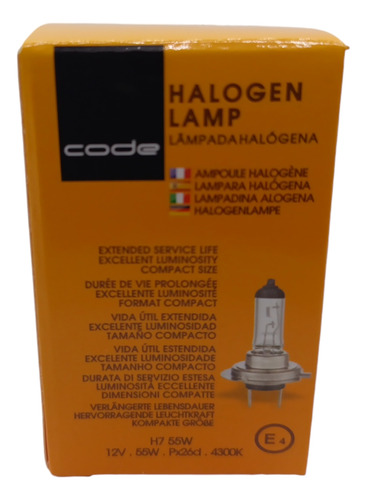 code
HALOGEN
LAMP
LÂMPADA HALÓGENA
AMPOULE HALOGÈNE
LAMPARA HALÓGENA
LAMPADINA ALOGENA
HALOGENLAMPE
EXTENDED SERVICE LIFE
EXCELLENT LUMINOSITY
COMPACT SIZE
DURÉE DE VIE PROLONGÉE
EXCELLENTE LUMINOSITÉ
FORMAT COMPACT
VIDA ÚTIL EXTENDIDA
EXCELENTE LUMINOSIDAD
TAMAÑO COMPACTO
VIDA ÚTIL ESTENDIDA
EXCELENTE LUMINOSIDADE
TAMANHO COMPACTO
DURATA DI SERVIZIO ESTESA
LUMINOSITÀ ECCELLENTE
DIMENSIONI COMPATTE
VERLÄNGERTE LEBENSDAUER
HERVORRAGENDE LEUCHTKRAFT
KOMPAKTE GRÖßE
H7 55W
12V . 55W . Px26d . 4300K
E4